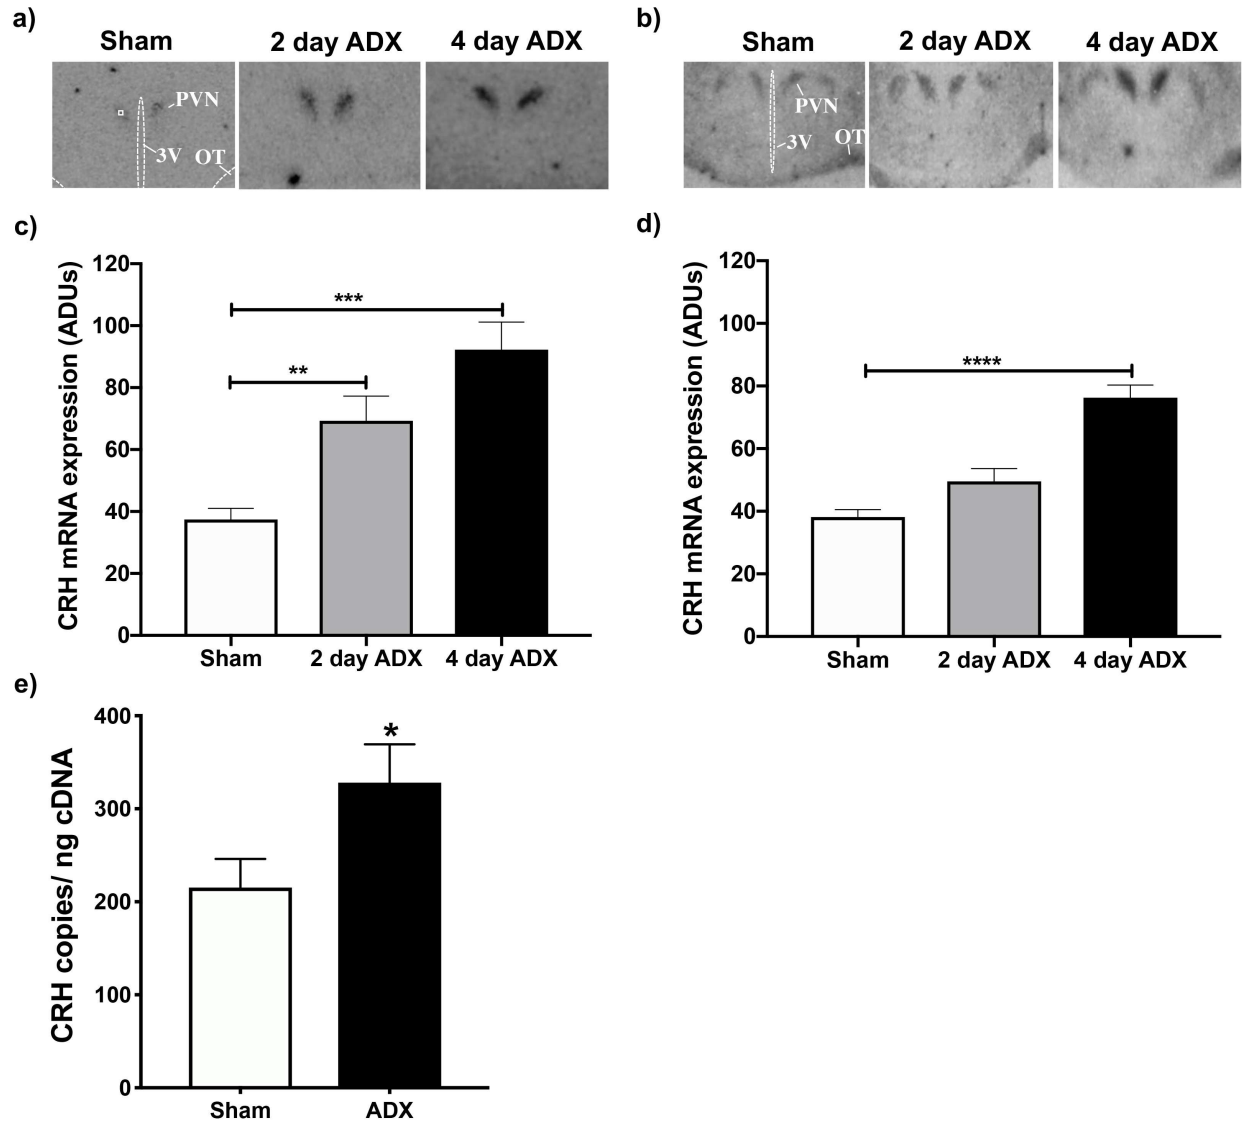 a)
Sham
2 day ADX
4 day ADX
PVN
3V
OT
b)
Sham
2 day ADX
4 day ADX
PVN
3V
OT
c)
CRH mRNA expression (ADUs)
120
100
80
60
40
20
0
***
**
Sham
2 day ADX
4 day ADX
d)
CRH mRNA expression (ADUs)
120
100
80
60
40
20
0
****
Sham
2 day ADX
4 day ADX
e)
CRH copies/ ng cDNA
400
300
200
100
0
*
Sham
ADX